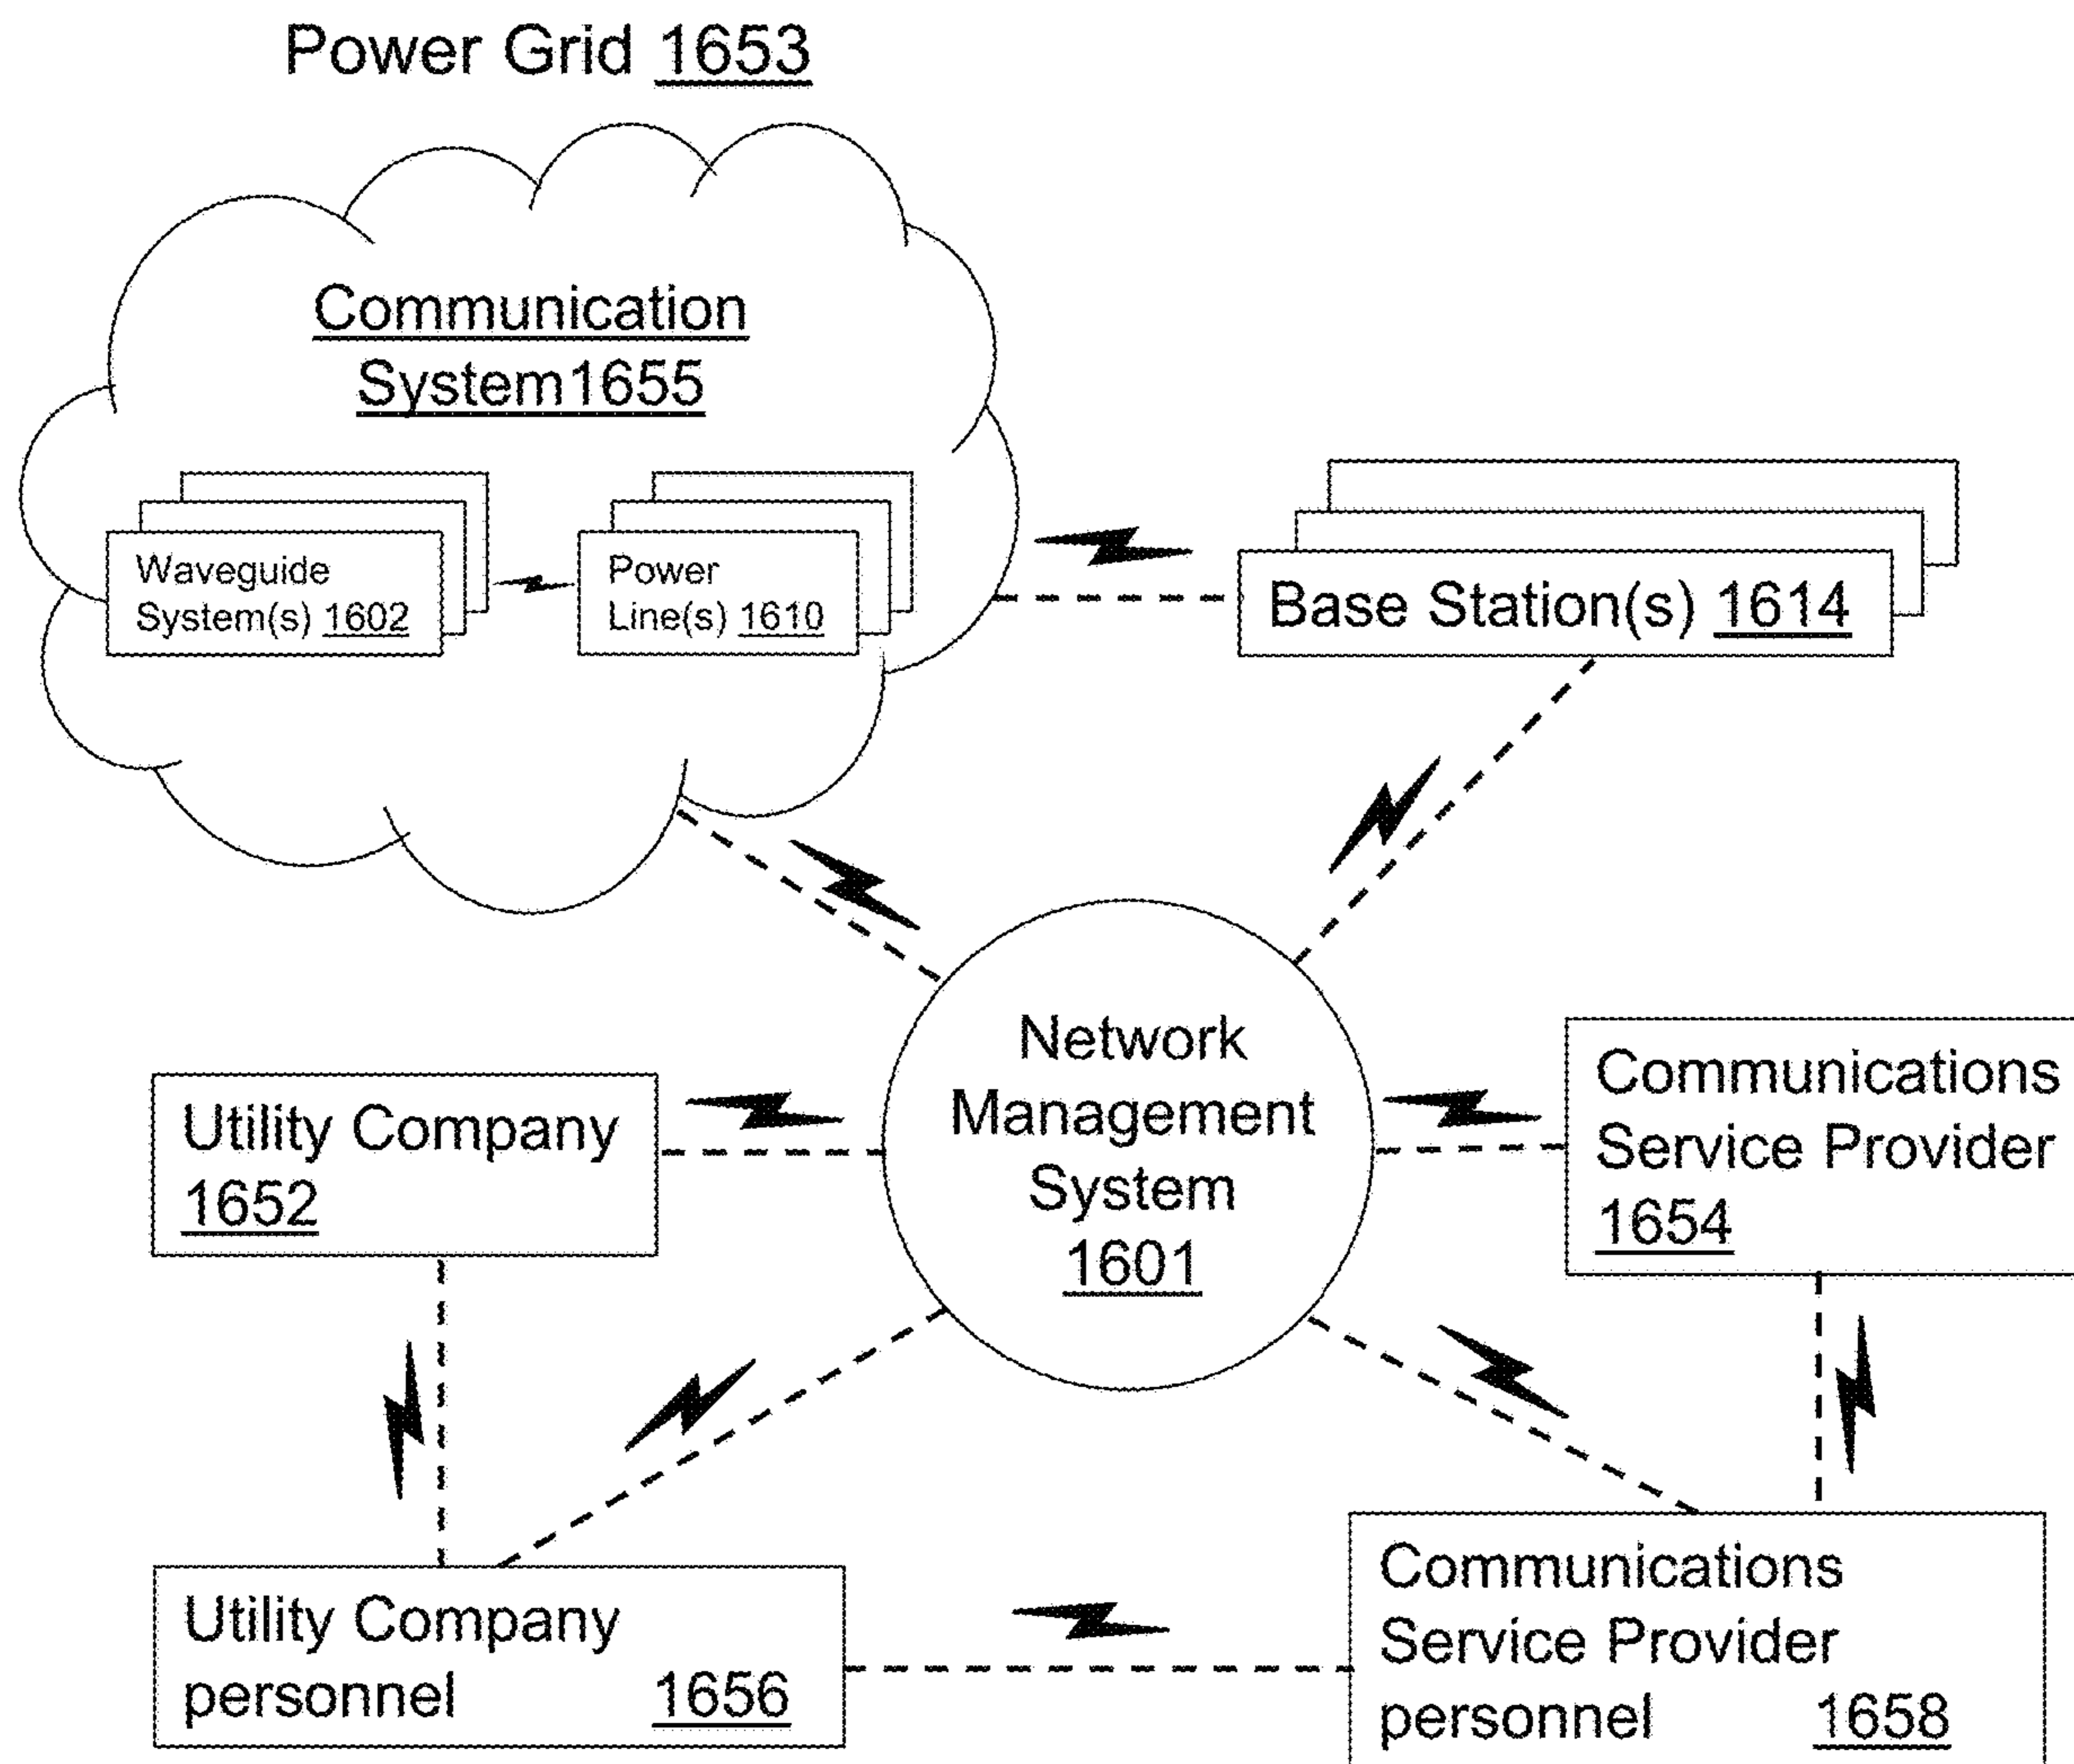 Power Grid 1653
Communication
System1655
Waveguide
System(s) 1602
Power
Line(s) 1610
Base Station(s) 1614
Network
Management
System
1601
Utility Company
1652
Communications
Service Provider
1654
Utility Company
personnel 1656
Communications
Service Provider
personnel 1658